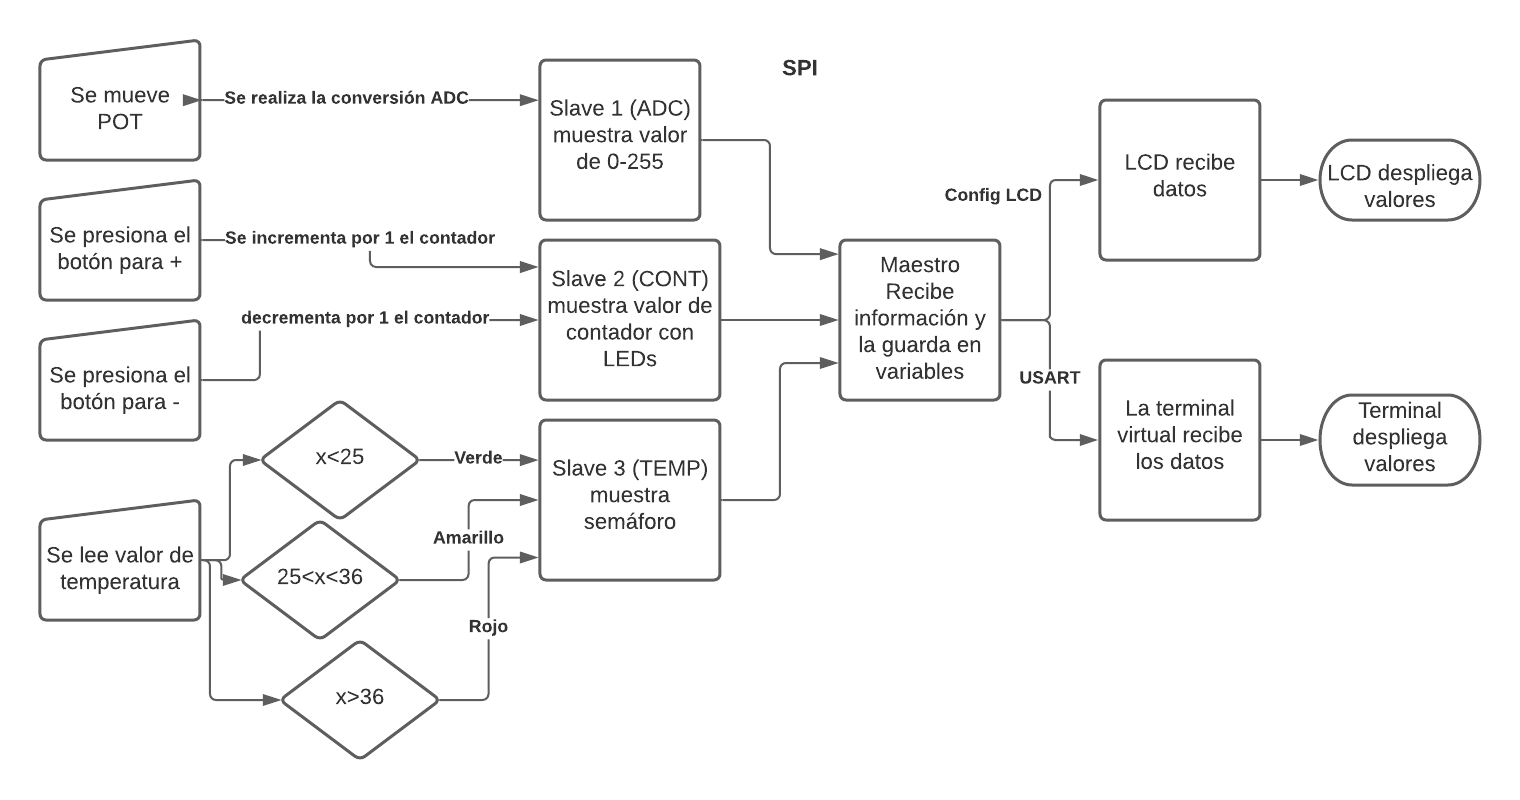 SPI
Se mueve
POT
Se realiza la conversión ADC
Slave 1 (ADC)
muestra valor
de 0-255
Se presiona el
botón para +
Se incrementa por 1 el contador
Slave 2 (CONT)
muestra valor de
contador con
LEDs
Se presiona el
botón para -
decrementa por 1 el contador
Se lee valor de
temperatura
x<25
Verde
25<x<36
Amarillo
x>36
Rojo
Slave 3 (TEMP)
muestra
semáforo
Maestro
Recibe
información y
la guarda en
variables
Config LCD
LCD recibe
datos
LCD despliega
valores
USART
La terminal
virtual recibe
los datos
Terminal
despliega
valores